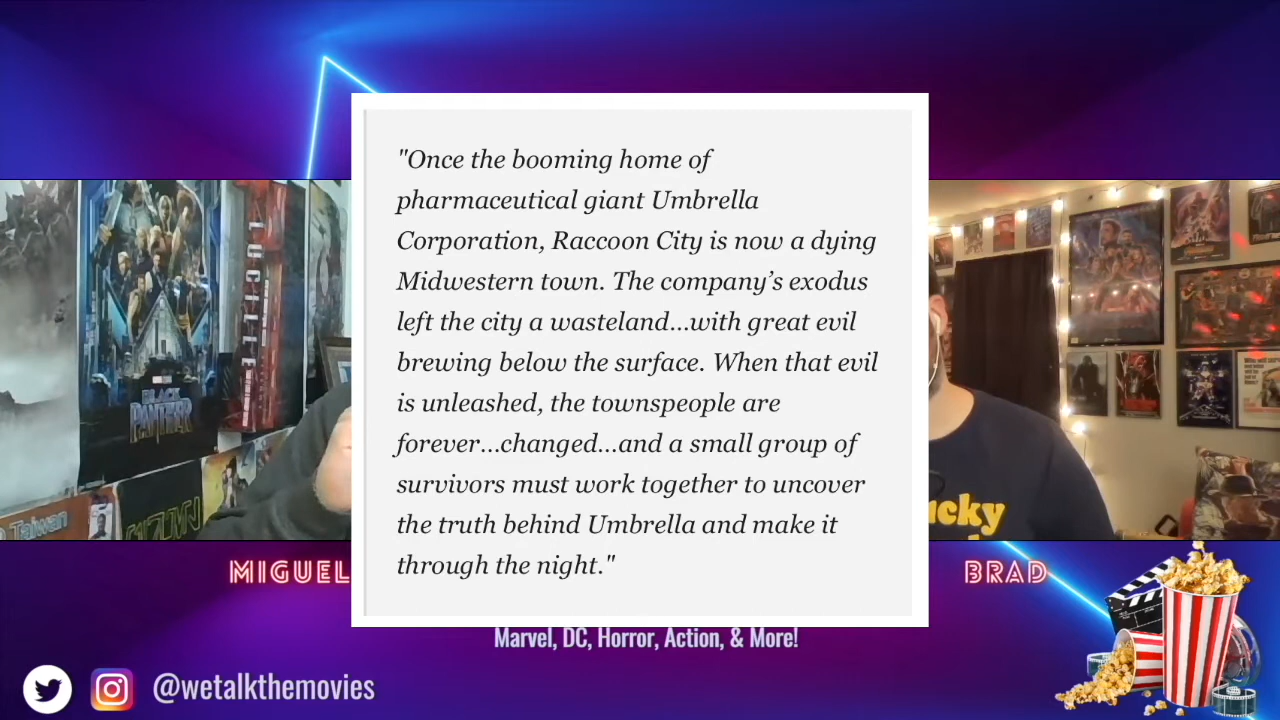 "Once the booming home of
pharmaceutical giant Umbrella
Corporation, Raccoon City is now a dying
Midwestern town. The company’s exodus
left the city a wasteland...with great evil
brewing below the surface. When that evil
is unleashed, the townspeople are
forever...changed...and a small group of
survivors must work together to uncover
the truth behind Umbrella and make it
through the night."
BLACK
PANTHER
LUCILLE
Taiwan
ucky
MIGUEL
BRAD
Marvel, DC, Horror, Action, & More!
@wetalkthemovies